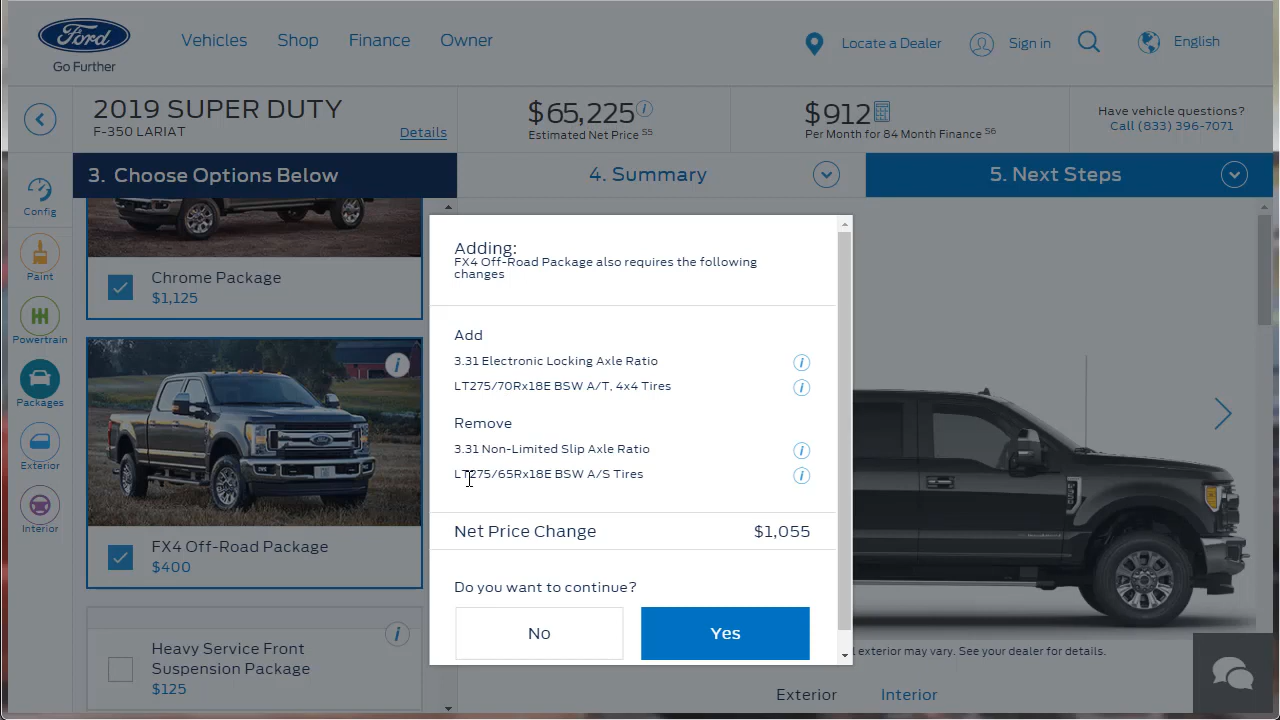 Ford
Go Further
Vehicles
Shop
Finance
Owner
Locate a Dealer
Sign in
English
2019 SUPER DUTY
F-350 LARIAT
Details
$65,225
Estimated Net Price S5
$912
Per Month for 84 Month Finance S6
Have vehicle questions?
Call (833) 396-7071
3. Choose Options Below
4. Summary
5. Next Steps
Config
Paint
Powertrain
Packages
Exterior
Interior
Chrome Package
$1,125
FX4 Off-Road Package
$400
Heavy Service Front
Suspension Package
$125
Adding:
FX4 Off-Road Package also requires the following
changes
Add
3.31 Electronic Locking Axle Ratio
LT275/70Rx18E BSW A/T, 4x4 Tires
Remove
3.31 Non-Limited Slip Axle Ratio
LT275/65Rx18E BSW A/S Tires
Net Price Change
$1,055
Do you want to continue?
No
Yes
exterior may vary. See your dealer for details.
Exterior
Interior